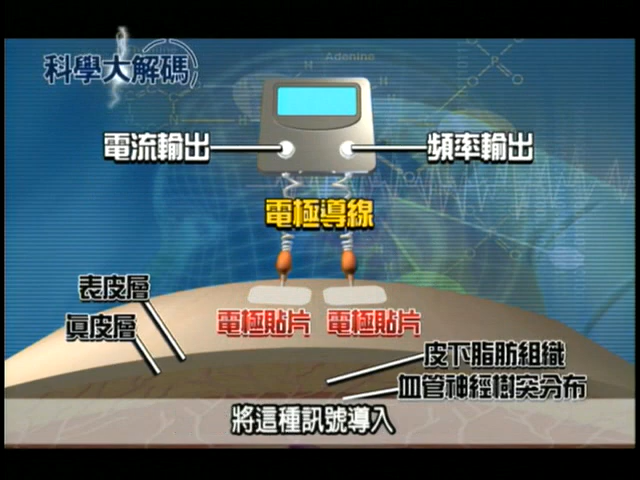 科學大解碼
Adenine
電流輸出
頻率輸出
電極導線
表皮層
真皮層
電極貼片
電極貼片
皮下脂肪組織
血管神經樹突分布
將這種訊號導入